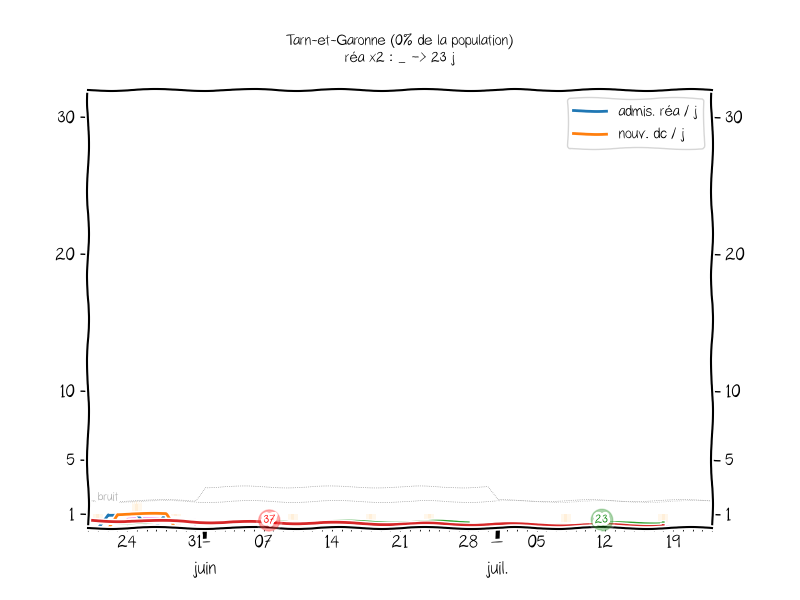 Tarn-et-Garonne (0% de la population)
réa x2 : _ -> 23 j
admis. réa / j
nouv. dc / j
30
20
10
5
1
30
20
10
5
1
bruit
37
23
24 31 07 14 21 28 05 12 19
juin juil.